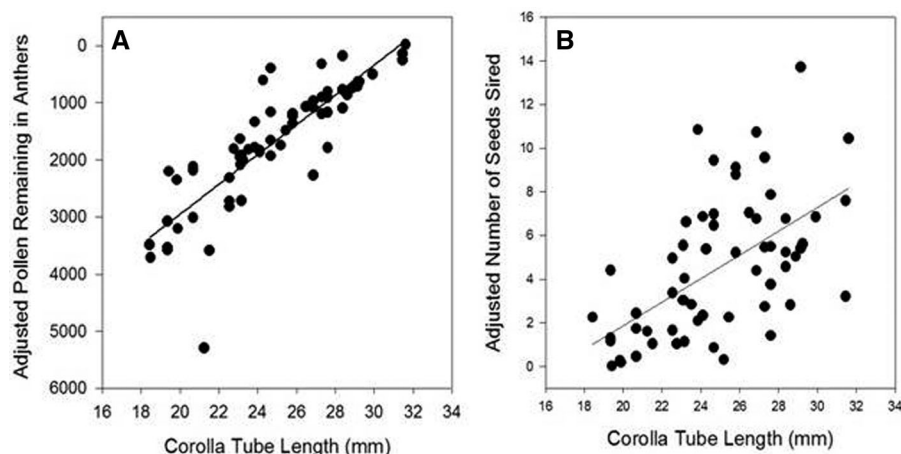 A
Adjusted Pollen Remaining in Anthers
0
1000
2000
3000
4000
5000
6000
16 18 20 22 24 26 28 30 32 34
Corolla Tube Length (mm)
B
Adjusted Number of Seeds Sired
16
14
12
10
8
6
4
2
0
16 18 20 22 24 26 28 30 32 34
Corolla Tube Length (mm)